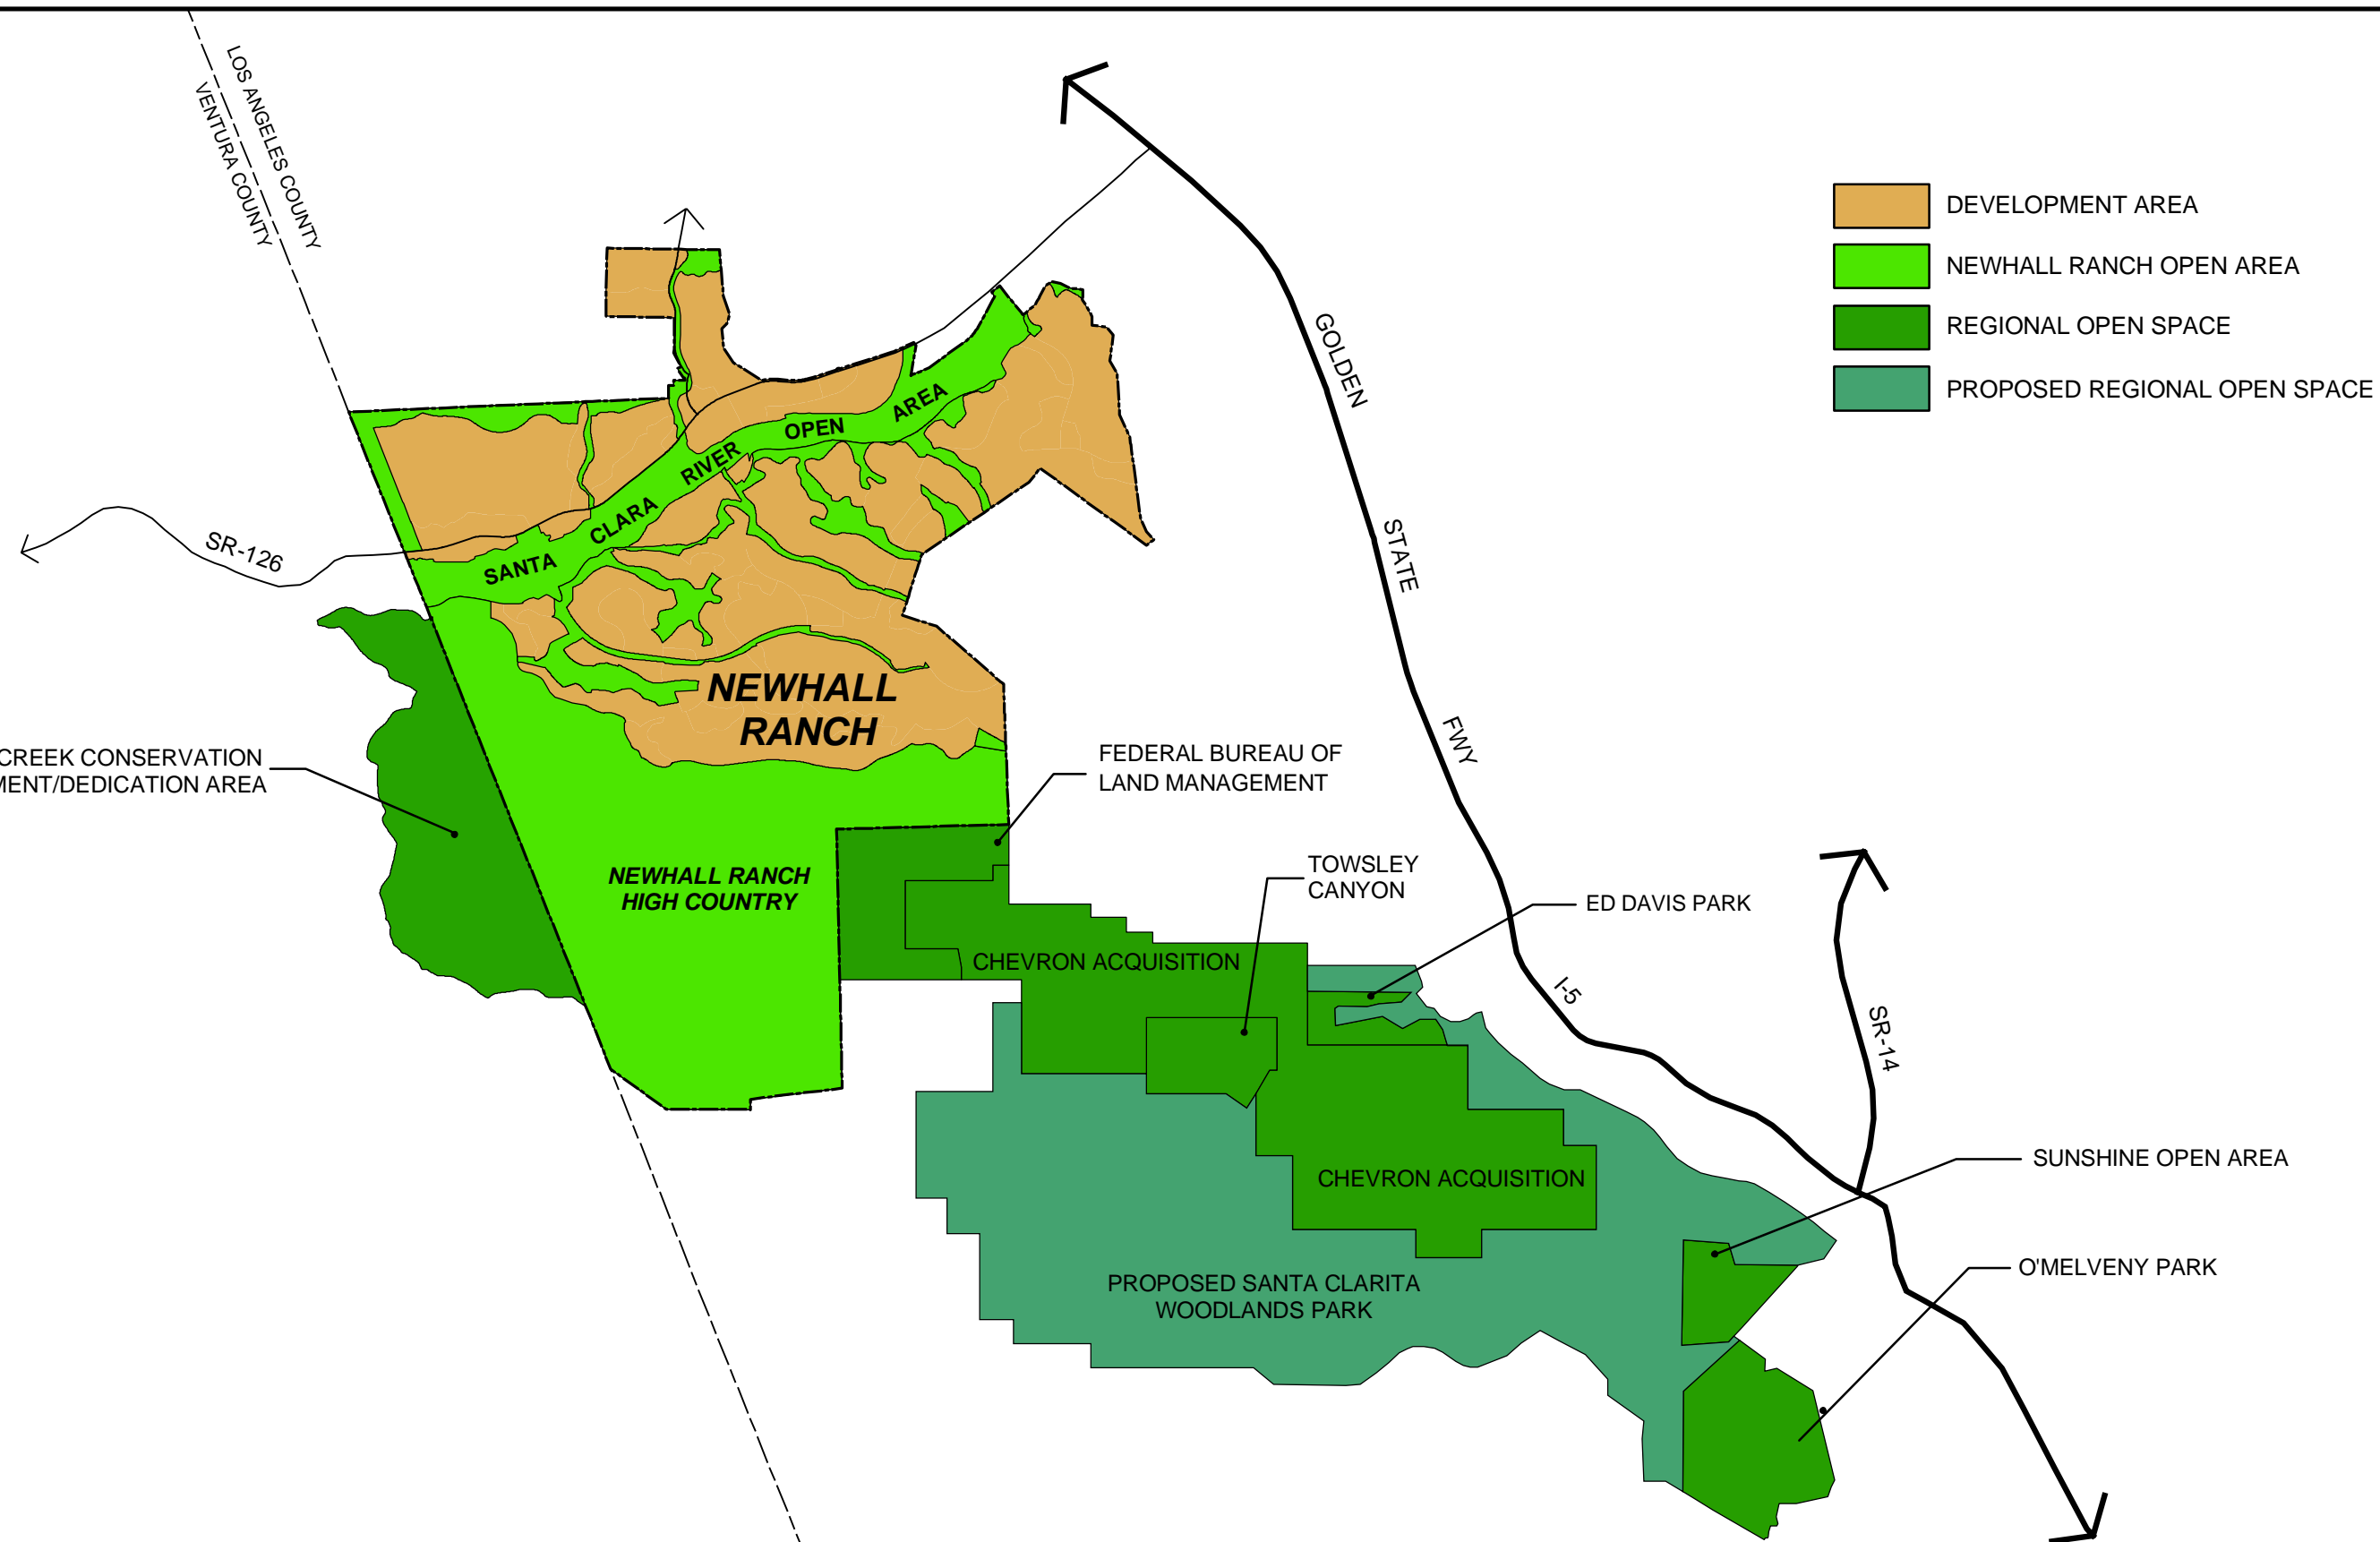 LOS ANGELES COUNTY
VENTURA COUNTY
DEVELOPMENT AREA
NEWHALL RANCH OPEN AREA
REGIONAL OPEN SPACE
PROPOSED REGIONAL OPEN SPACE
GOLDEN
STATE
FWY
I-5
SR-14
SR-126
SANTA CLARA RIVER OPEN AREA
NEWHALL
RANCH
CREEK CONSERVATION
MENT/DEDICATION AREA
FEDERAL BUREAU OF
LAND MANAGEMENT
NEWHALL RANCH
HIGH COUNTRY
TOWSLEY
CANYON
ED DAVIS PARK
CHEVRON ACQUISITION
CHEVRON ACQUISITION
SUNSHINE OPEN AREA
O'MELVENY PARK
PROPOSED SANTA CLARITA
WOODLANDS PARK